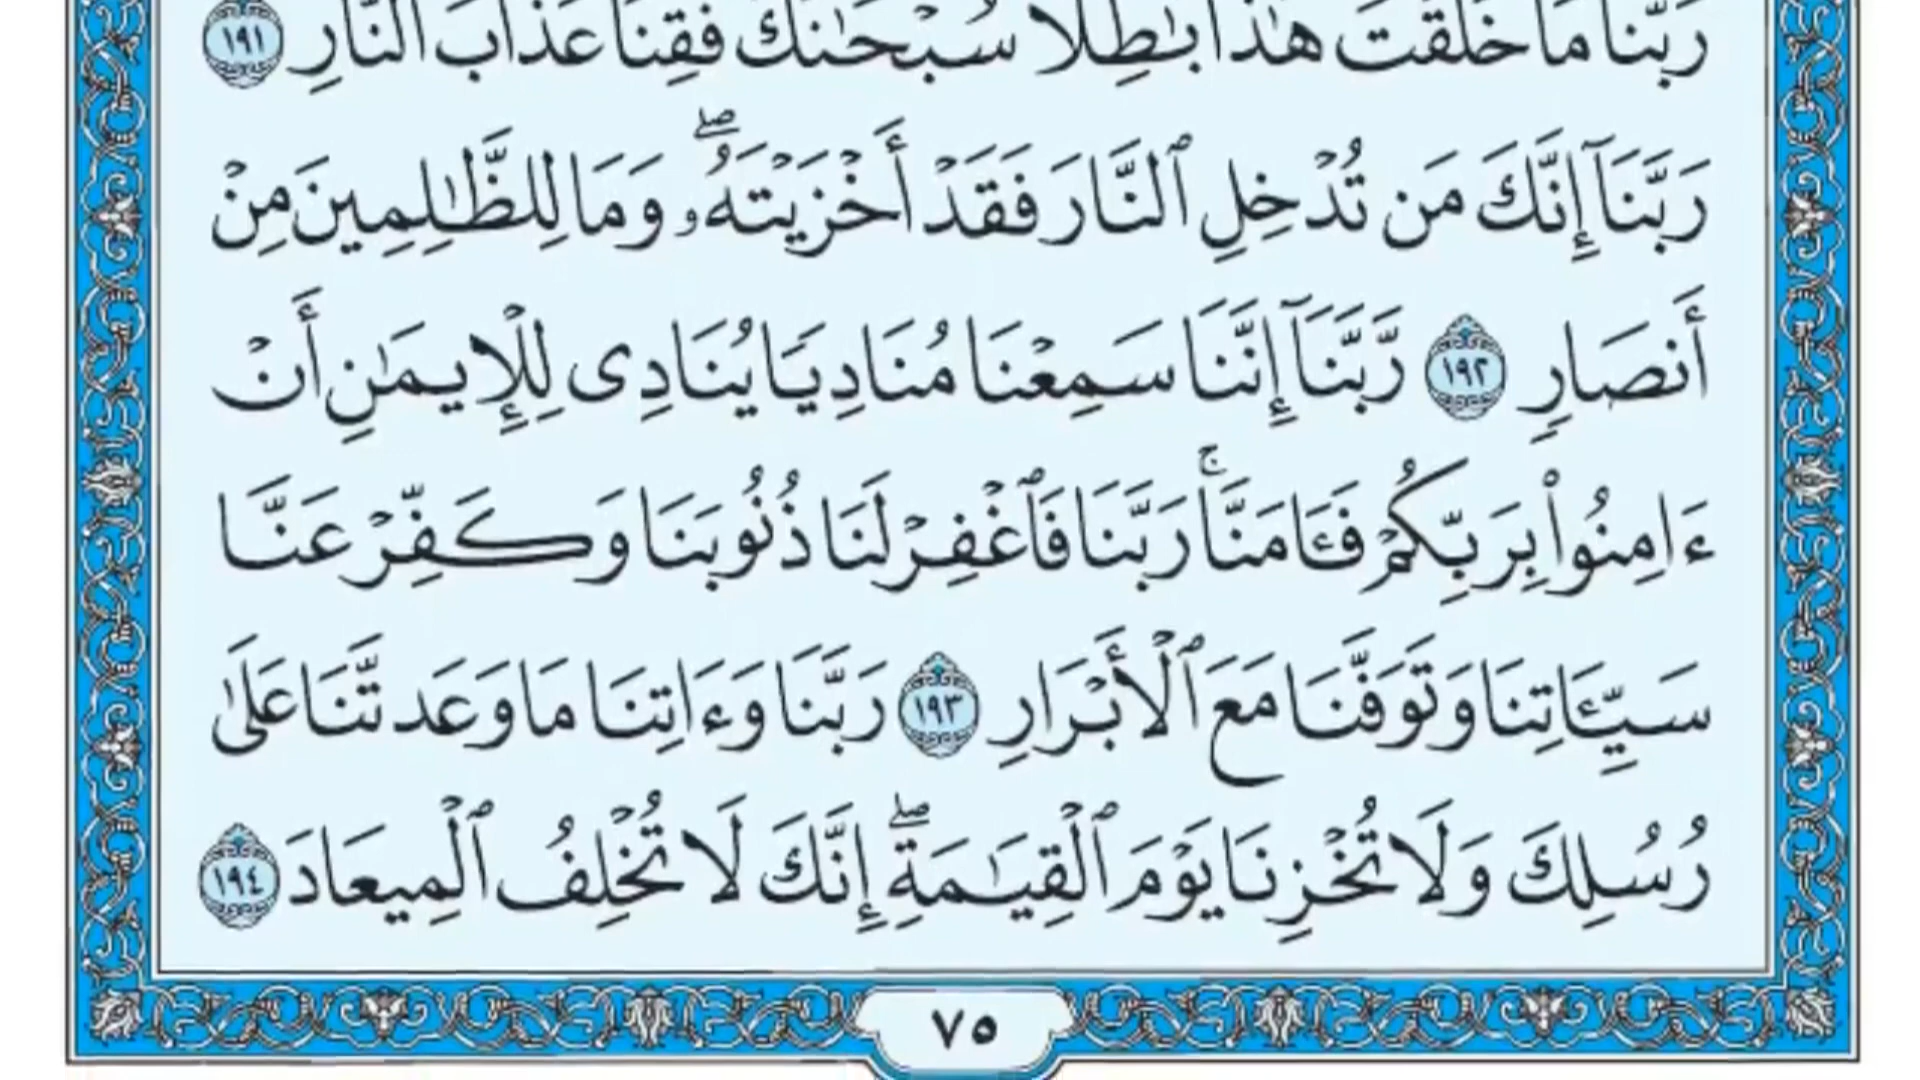 رَبَّنَا مَا خَلَقْتَ هَٰذَا بَٰطِلًا سُبْحَٰنَكَ فَقِنَا عَذَابَ ٱلنَّارِ ١٩١
رَبَّنَآ إِنَّكَ مَن تُدْخِلِ ٱلنَّارَ فَقَدْ أَخْزَيْتَهُۥۖ وَمَا لِلظَّٰلِمِينَ مِنْ
أَنصَارٍ ١٩٢ رَّبَّنَآ إِنَّنَا سَمِعْنَا مُنَادِيًا يُنَادِى لِلْإِيمَٰنِ أَنْ
ءَامِنُوا۟ بِرَبِّكُمْ فَـَٔامَنَّاۚ رَبَّنَا فَٱغْفِرْ لَنَا ذُنُوبَنَا وَكَفِّرْ عَنَّا
سَيِّـَٔاتِنَا وَتَوَفَّنَا مَعَ ٱلْأَبْرَارِ ١٩٣ رَبَّنَا وَءَاتِنَا مَا وَعَدتَّنَا عَلَىٰ
رُسُلِكَ وَلَا تُخْزِنَا يَوْمَ ٱلْقِيَٰمَةِۖ إِنَّكَ لَا تُخْلِفُ ٱلْمِيعَادَ ١٩٤
٧٥